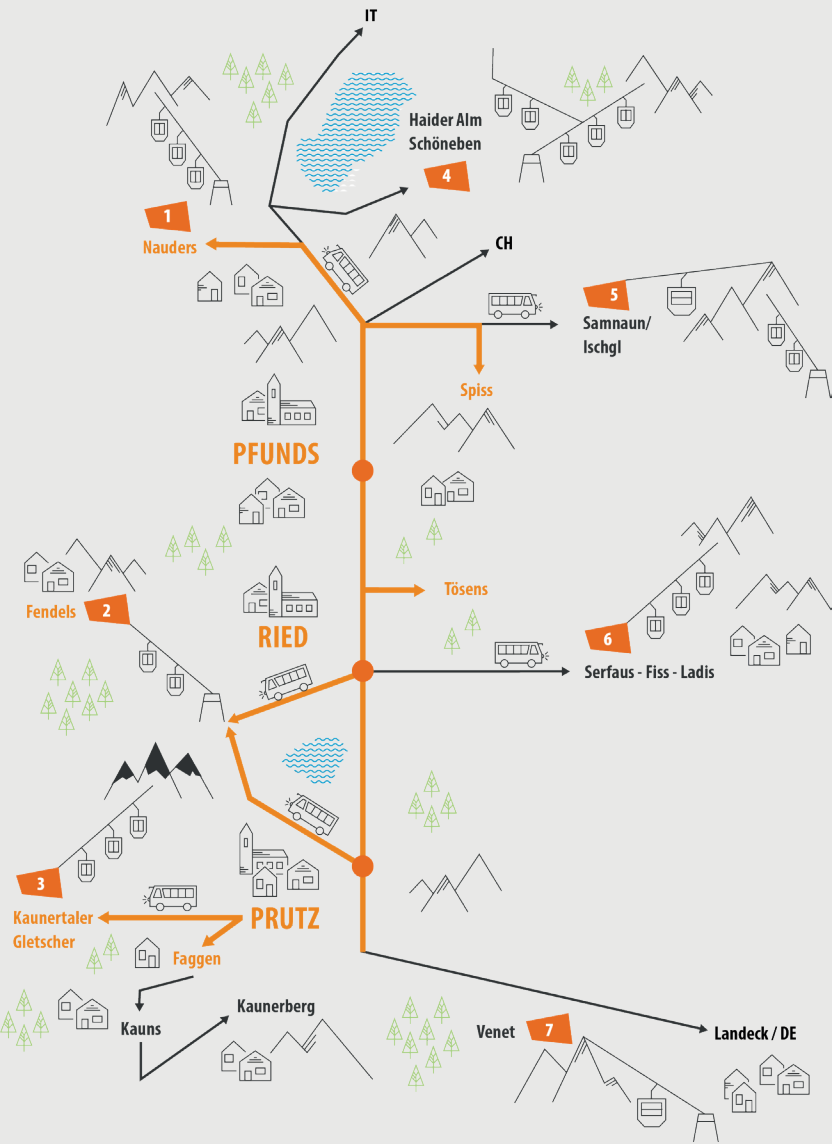 IT
Haider Alm
Schöneben
4
1
Nauders
CH
5
Samnaun/
Ischgl
Spiss
PFUNDS
Tösens
2
Fendels
RIED
6
Serfaus - Fiss - Ladis
3
Kaunertaler
Gletscher
PRUTZ
Faggen
Kaunerberg
Kauns
Venet
7
Landeck / DE